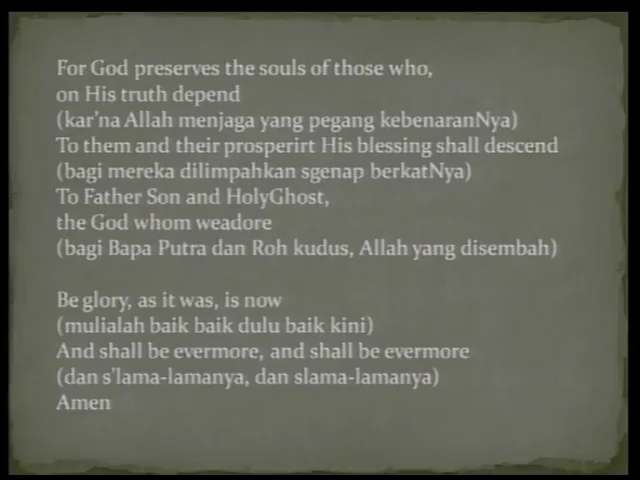 For God preserves the souls of those who,
on His truth depend
(kar'na Allah menjaga yang pegang kebenaranNya)
To them and their prosperirt His blessing shall descend
(bagi mereka dilimpahkan sgenap berkatNya)
To Father Son and HolyGhost,
the God whom weadore
(bagi Bapa Putra dan Roh kudus, Allah yang disembah)
Be glory, as it was, is now
(mulialah baik baik dulu baik kini)
And shall be evermore, and shall be evermore
(dan s'lama-lamanya, dan slama-lamanya)
Amen